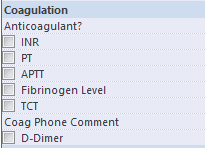 Coagulation
Anticoagulant?
INR
PT
APTT
Fibrinogen Level
TCT
Coag Phone Comment
D-Dimer